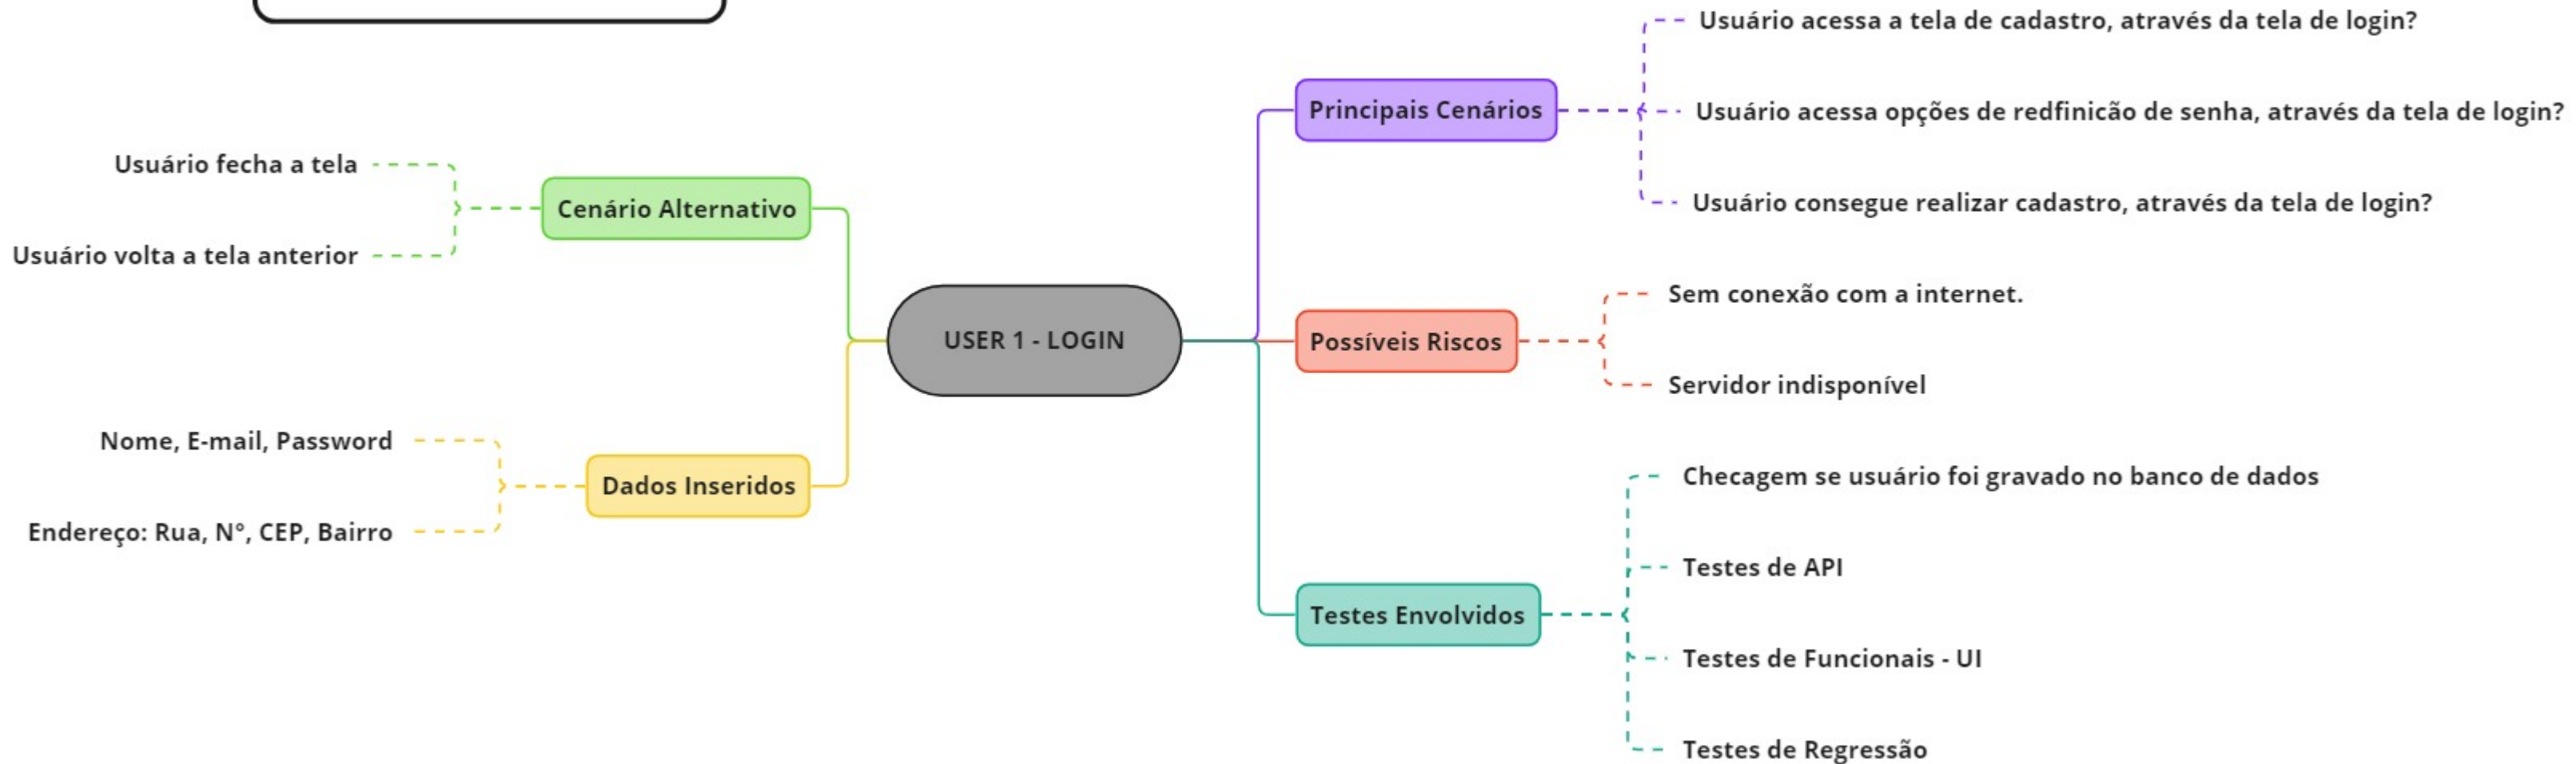 Usuário acessa a tela de cadastro, através da tela de login?
Principais Cenários
Usuário acessa opções de redfinicão de senha, através da tela de login?
Usuário consegue realizar cadastro, através da tela de login?
Usuário fecha a tela
Cenário Alternativo
Usuário volta a tela anterior
USER 1 - LOGIN
Sem conexão com a internet.
Possíveis Riscos
Servidor indisponível
Nome, E-mail, Password
Dados Inseridos
Endereço: Rua, N°, CEP, Bairro
Checagem se usuário foi gravado no banco de dados
Testes de API
Testes Envolvidos
Testes de Funcionais - UI
Testes de Regressão